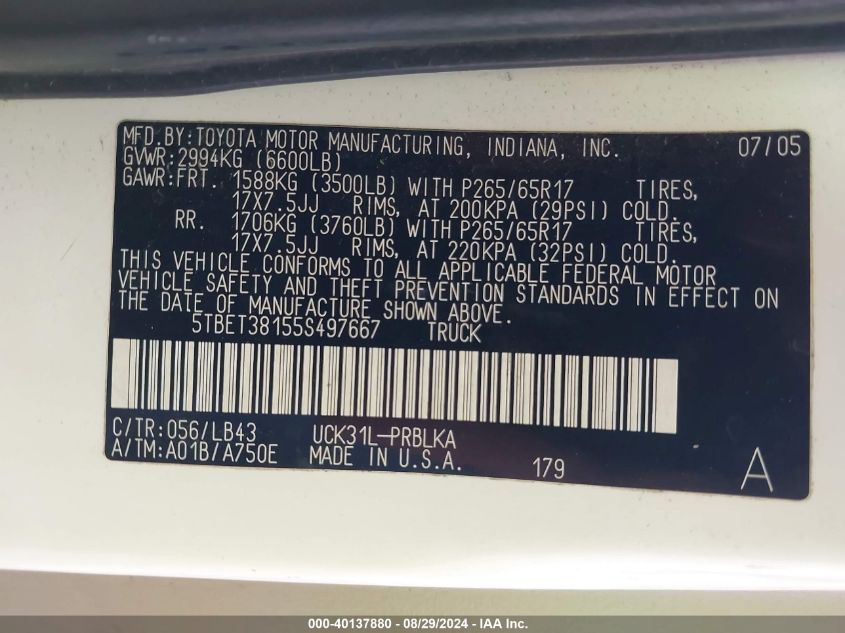 MFD.BY:TOYOTA MOTOR MANUFACTURING, INDIANA, INC. 07/05
GVWR:2994KG (6600LB)
GAWR:FRT. 1588KG (3500LB) WITH P265/65R17 TIRES,
17X7.5JJ RIMS, AT 200KPA (29PSI) COLD.
RR. 1706KG (3760LB) WITH P265/65R17 TIRES,
17X7.5JJ RIMS, AT 220KPA (32PSI) COLD.
THIS VEHICLE CONFORMS TO ALL APPLICABLE FEDERAL MOTOR
VEHICLE SAFETY AND THEFT PREVENTION STANDARDS IN EFFECT ON
THE DATE OF MANUFACTURE SHOWN ABOVE.
5TBET38155S497667 TRUCK
C/TR:056/LB43 UCK31L-PRBLKA
A/TM:A01B/A750E MADE IN U.S.A. 179 A
000-40137880 - 08/29/2024 - IAA Inc.